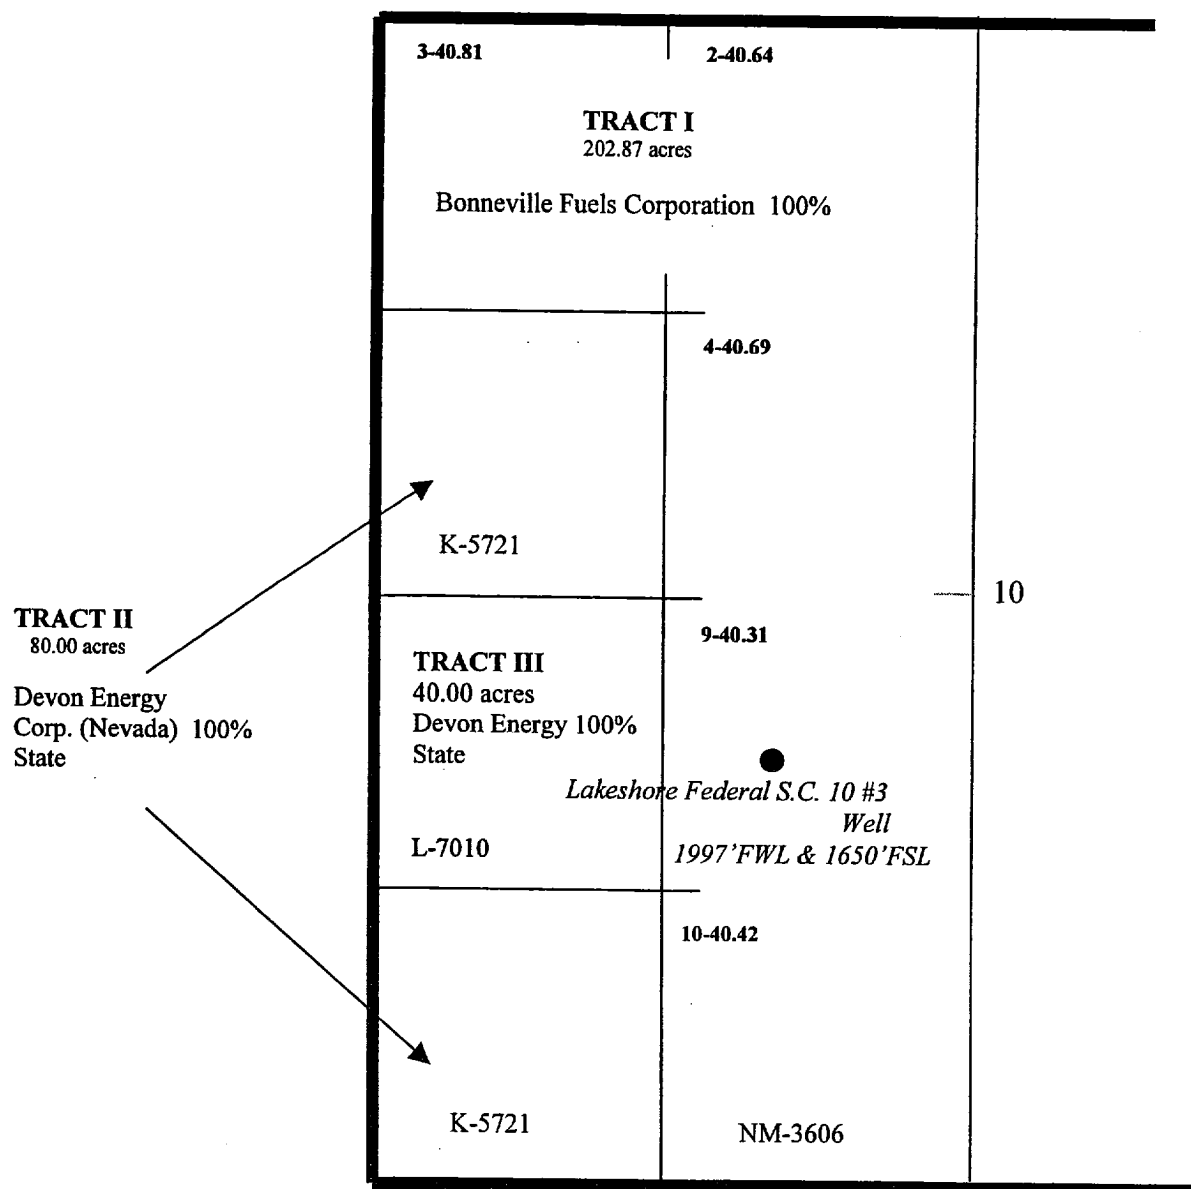 3-40.81
2-40.64
TRACT I
202.87 acres
Bonneville Fuels Corporation 100%
4-40.69
K-5721
10
TRACT II
80.00 acres
Devon Energy
Corp. (Nevada) 100%
State
9-40.31
TRACT III
40.00 acres
Devon Energy 100%
State
Lakeshore Federal S.C. 10 #3
Well
L-7010
1997'FWL & 1650'FSL
10-40.42
K-5721
NM-3606